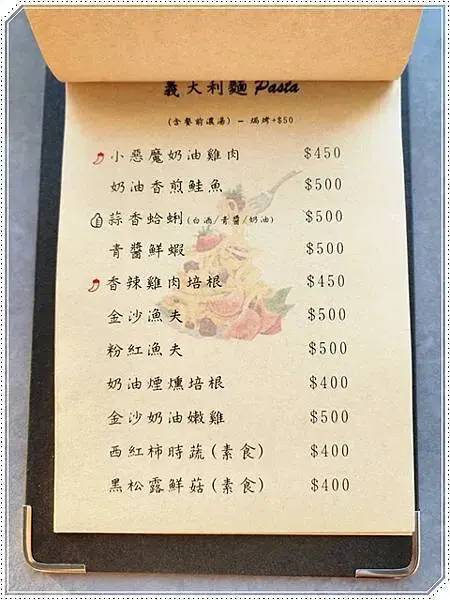 義大利麵 Pasta
(含餐前濃湯) - 焗烤+$50
小惡魔奶油雞肉 $450
奶油香煎鮭魚 $500
蒜香蛤蜊(白酒/青醬/奶油) $500
青醬鮮蝦 $500
香辣雞肉培根 $450
金沙漁夫 $500
粉紅漁夫 $500
奶油煙燻培根 $400
金沙奶油嫩雞 $500
西紅柿時蔬(素食) $400
黑松露鮮菇(素食) $400